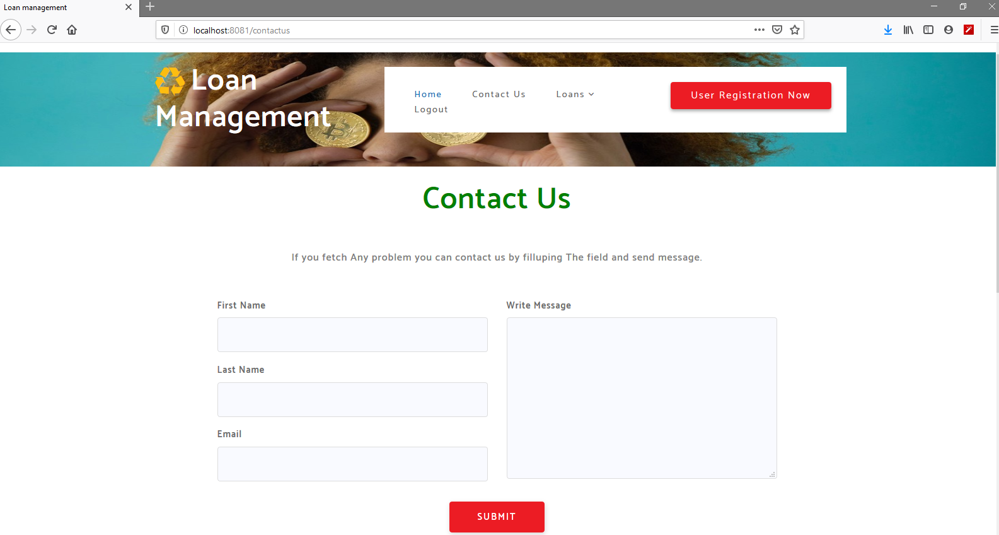 Loan management
localhost:8081/contactus
Loan
Management
Home Contact Us Loans
Logout
User Registration Now
Contact Us
If you fetch Any problem you can contact us by filluping The field and send message.
First Name
Write Message
Last Name
Email
SUBMIT